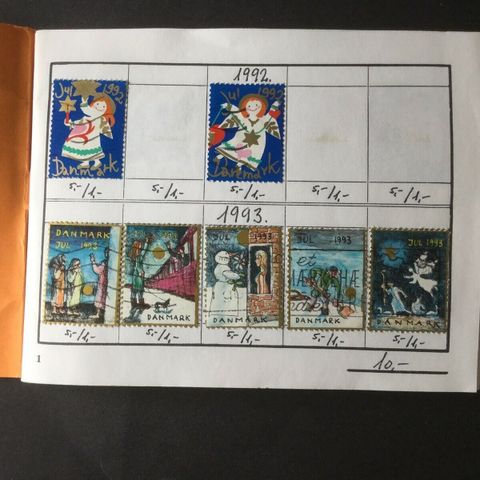 1992.
Jul 1992
Danmark
Jul 1992
Danmark
5,-/1,- 5,-/1,- 5,-/1,- 5,-/1,- 5,-/1,-
1993.
DANMARK
JUL 1993
DANMARK
JUL 1993
DANMARK
JUL 1993
DANMARK
JUL 1993
DANMARK
5,-/1,- 5,-/1,- 5,-/1,- 5,-/1,- 5,-/1,-
1
10,-